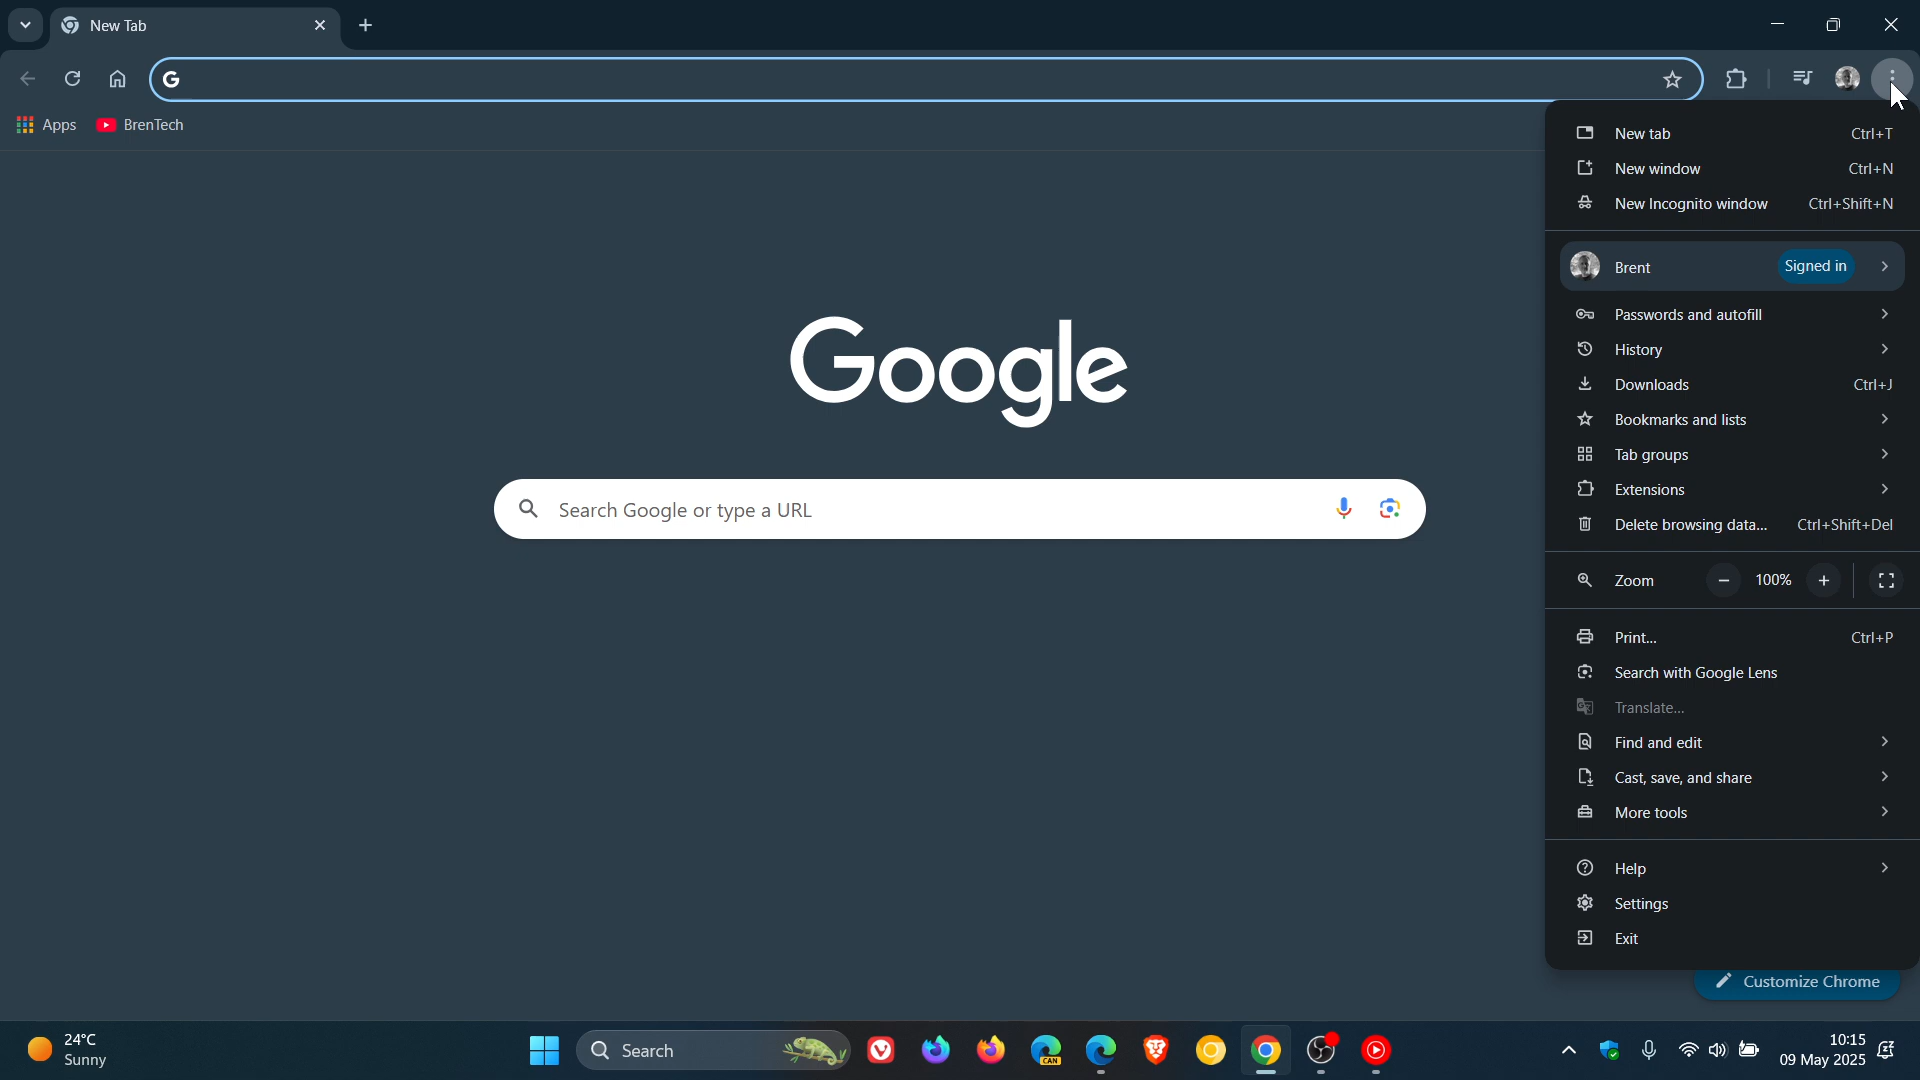 New Tab
Apps
BrenTech
New tab Ctrl+T
New window Ctrl+N
New Incognito window Ctrl+Shift+N
Brent Signed in
Passwords and autofill
History
Downloads Ctrl+J
Bookmarks and lists
Tab groups
Extensions
Delete browsing data... Ctrl+Shift+Del
Zoom 100%
Print... Ctrl+P
Search with Google Lens
Translate...
Find and edit
Cast, save, and share
More tools
Help
Settings
Exit
Google
Search Google or type a URL
Customize Chrome
24°C
Sunny
Search
CAN
10:15
09 May 2025